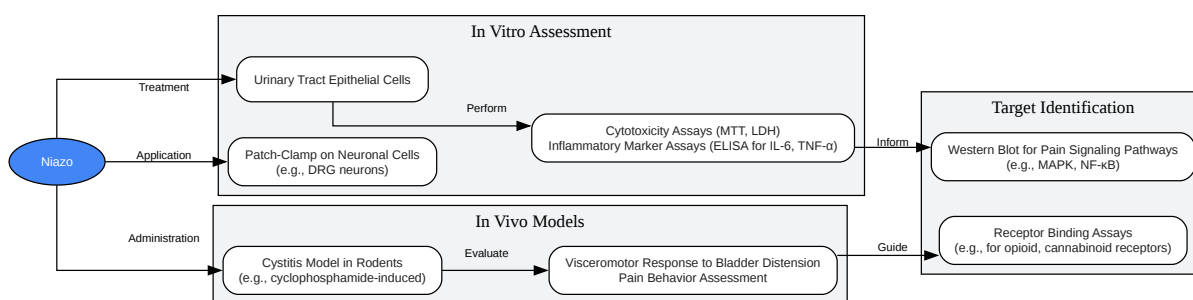 In Vitro Assessment
Urinary Tract Epithelial Cells
Treatment
Perform
Cytotoxicity Assays (MTT, LDH)
Inflammatory Marker Assays (ELISA for IL-6, TNF-α)
Niazo
Application
Patch-Clamp on Neuronal Cells
(e.g., DRG neurons)
Inform
Target Identification
Western Blot for Pain Signaling Pathways
(e.g., MAPK, NF-κB)
In Vivo Models
Administration
Cystitis Model in Rodents
(e.g., cyclophosphamide-induced)
Evaluate
Visceromotor Response to Bladder Distension
Pain Behavior Assessment
Guide
Receptor Binding Assays
(e.g., for opioid, cannabinoid receptors)